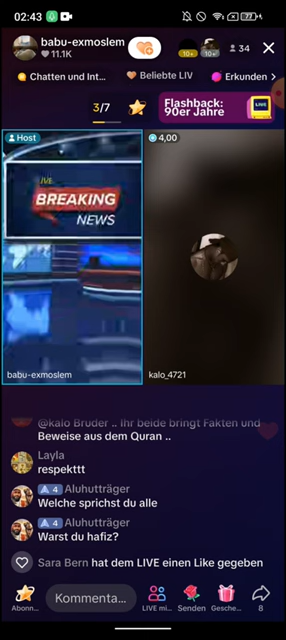 02:43
77
babu-exmoslem
11.1K
10+
10+
34
Chatten und Int...
Beliebte LIV
Erkunden >
3/7
Flashback:
90er Jahre
LIVE
Host
4,00
LIVE
BREAKING
NEWS
babu-exmoslem
kalo_4721
@kalo Bruder .. Ihr beide bringt Fakten und
Beweise aus dem Quran ..
Layla
respekttt
4 Aluhutträger
Welche sprichst du alle
4 Aluhutträger
Warst du hafiz?
Sara Bern hat dem LIVE einen Like gegeben
Kommenta...
Abonn...
LIVE mi...
Senden
Gesche...
8